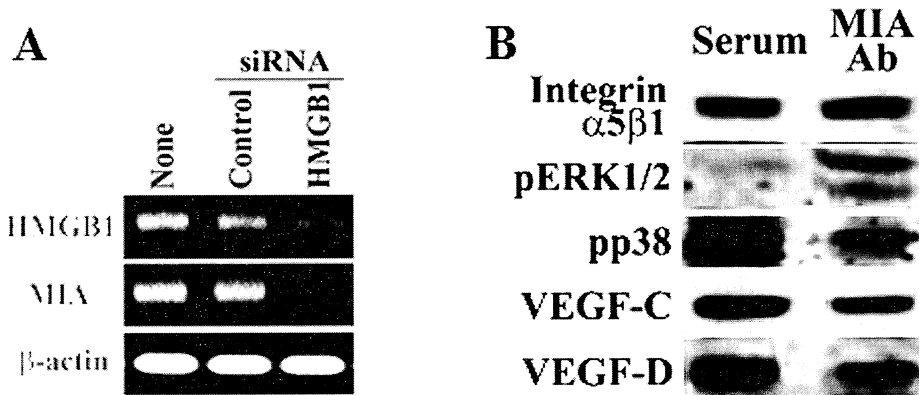 A
siRNA
None
Control
HMGB1
HMGB1
MIA
β-actin
B
Serum
MIA
Ab
Integrin
α5β1
pERK1/2
pp38
VEGF-C
VEGF-D